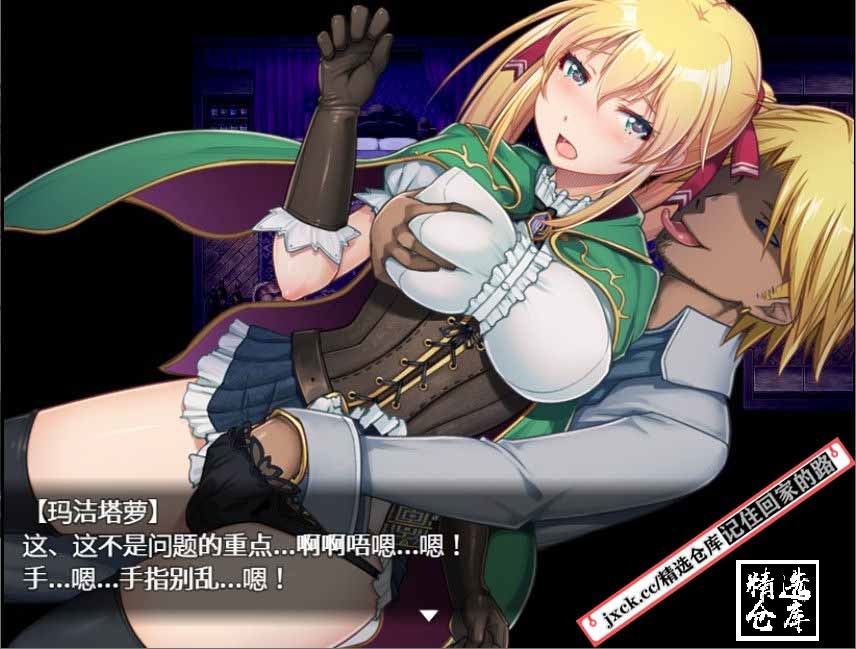 【玛洁塔萝】
这、这不是问题的重点...啊啊唔嗯...嗯！
手...嗯...手指别乱...嗯！
jxck.cc/精选仓库记住回家的路
精选
仓库